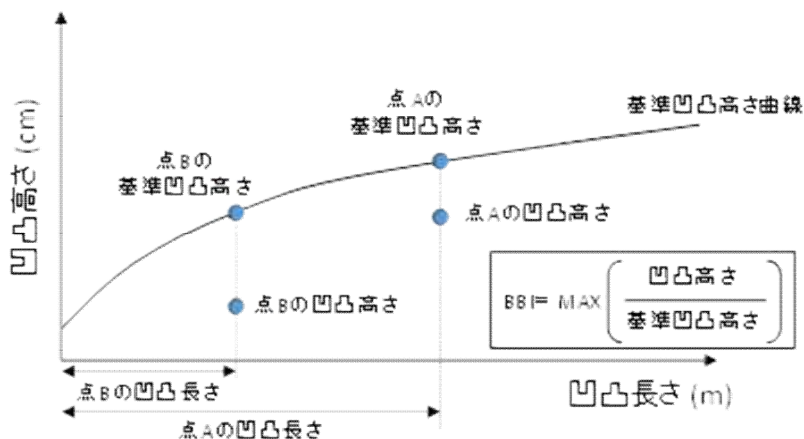 凹凸高さ (cm)
点Aの
基準凹凸高さ
基準凹凸高さ曲線
点Bの
基準凹凸高さ
点Aの凹凸高さ
点Bの凹凸高さ
BBI= MAX
凹凸高さ
基準凹凸高さ
点Bの凹凸長さ
凹凸長さ (m)
点Aの凹凸長さ